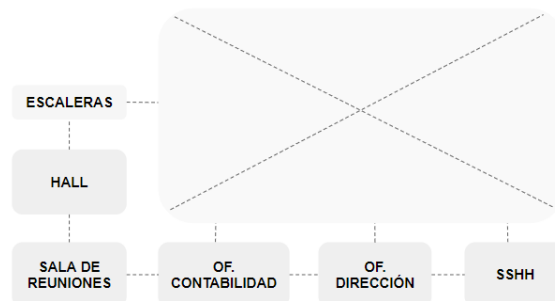 ESCALERAS
HALL
SALA DE
REUNIONES
OF.
CONTABILIDAD
OF.
DIRECCIÓN
SSHH